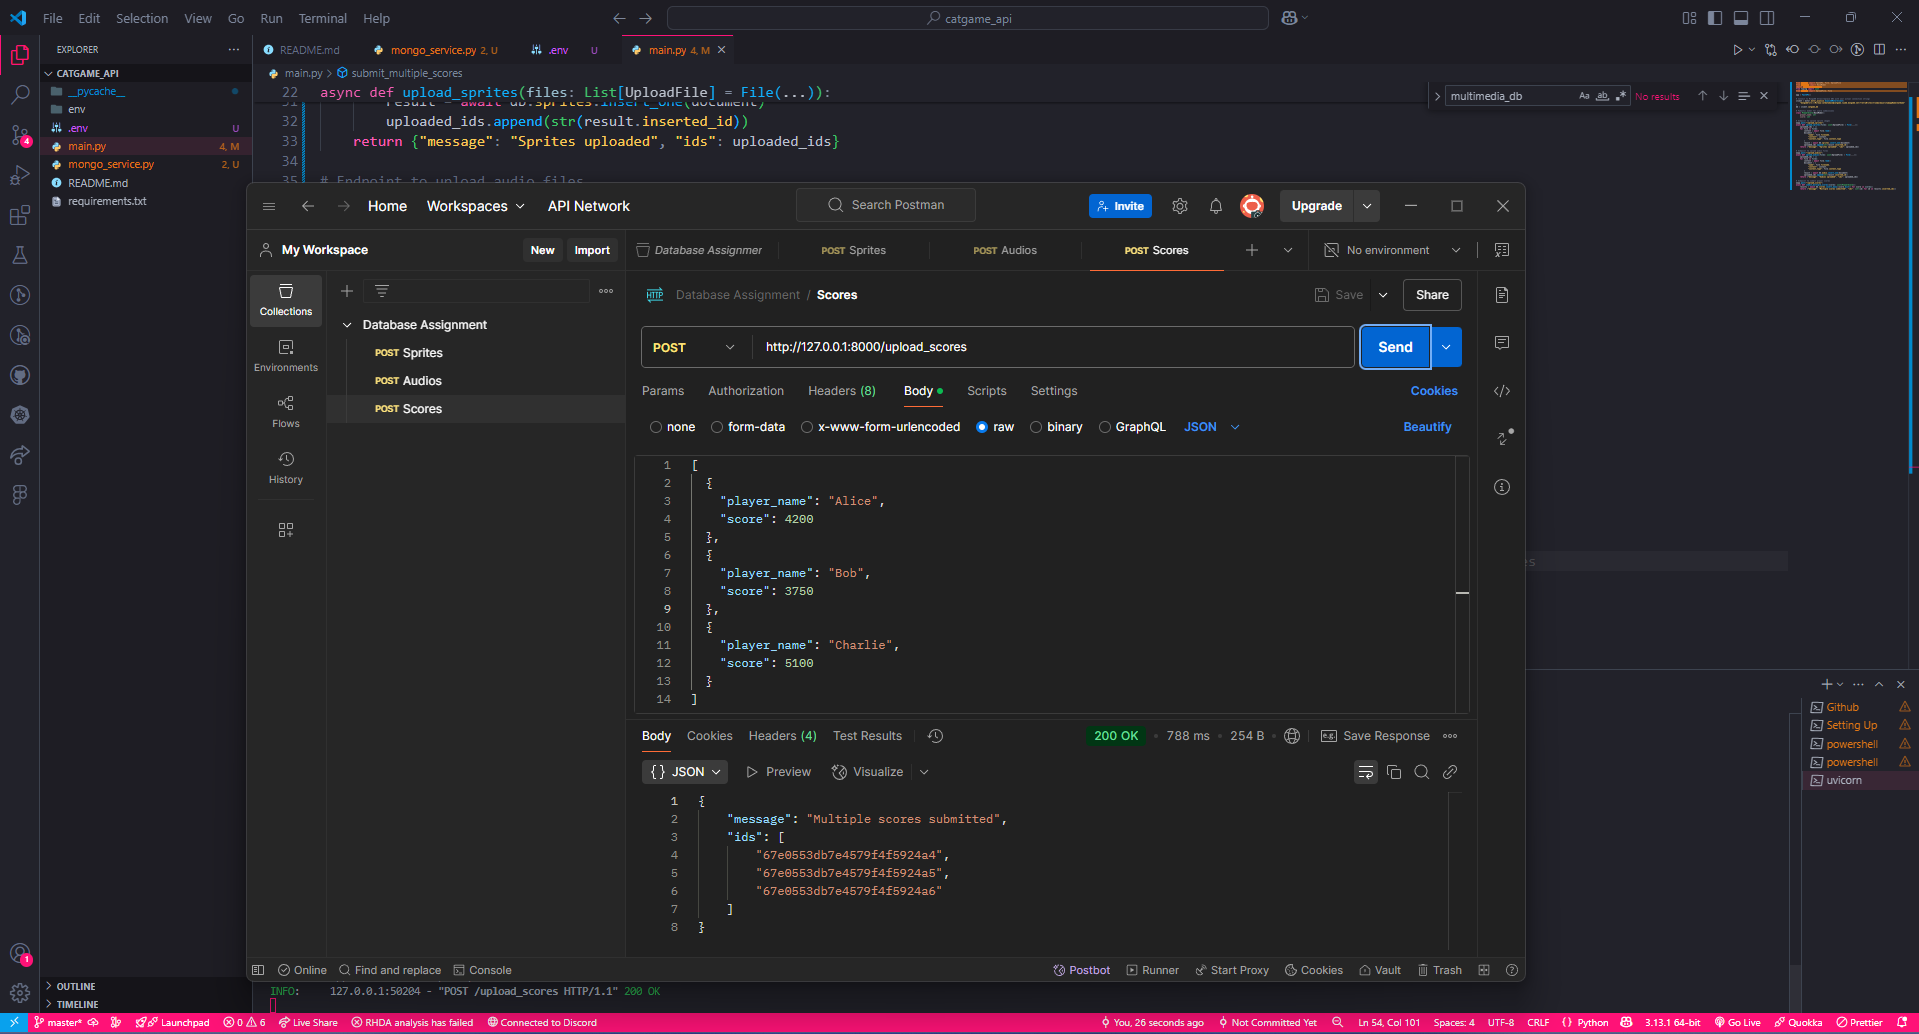 File Edit Selection View Go Run Terminal Help
catgame_api
EXPLORER
README.md
mongo_service.py 2, U
.env U
main.py 4, M
CATGAME_API
__pycache__
env
.env U
main.py 4, M
mongo_service.py 2, U
README.md
requirements.txt
main.py > submit_multiple_scores
22 async def upload_sprites(files: List[UploadFile] = File(...)):
31 result = await db.sprites.insert_one(document)
32 uploaded_ids.append(str(result.inserted_id))
33 return {"message": "Sprites uploaded", "ids": uploaded_ids}
34
35 # Endpoint to upload audio files
multimedia_db Aa ab No results
Home Workspaces API Network
Search Postman
Invite
Upgrade
My Workspace
New Import
Database Assignmer
POST Sprites
POST Audios
POST Scores
No environment
Collections
Environments
Flows
History
Database Assignment
POST Sprites
POST Audios
POST Scores
HTTP Database Assignment / Scores
Save Share
POST http://127.0.0.1:8000/upload_scores
Send
Params Authorization Headers (8) Body Scripts Settings Cookies
none form-data x-www-form-urlencoded raw binary GraphQL JSON Beautify
1 [
2 {
3 "player_name": "Alice",
4 "score": 4200
5 },
6 {
7 "player_name": "Bob",
8 "score": 3750
9 },
10 {
11 "player_name": "Charlie",
12 "score": 5100
13 }
14 ]
Body Cookies Headers (4) Test Results
200 OK 788 ms 254 B Save Response
{} JSON Preview Visualize
1 {
2 "message": "Multiple scores submitted",
3 "ids": [
4 "67e0553db7e4579f4f5924a4",
5 "67e0553db7e4579f4f5924a5",
6 "67e0553db7e4579f4f5924a6"
7 ]
8 }
Online Find and replace Console
Postbot Runner Start Proxy Cookies Vault Trash
Github
Setting Up
powershell
powershell
uvicorn
OUTLINE
TIMELINE
INFO: 127.0.0.1:50204 - "POST /upload_scores HTTP/1.1" 200 OK
master* Launchpad 0 6 Live Share RHDA analysis has failed Connected to Discord
You, 26 seconds ago Not Committed Yet Ln 54, Col 101 Spaces: 4 UTF-8 CRLF {} Python 3.13.1 64-bit Go Live Quokka Prettier